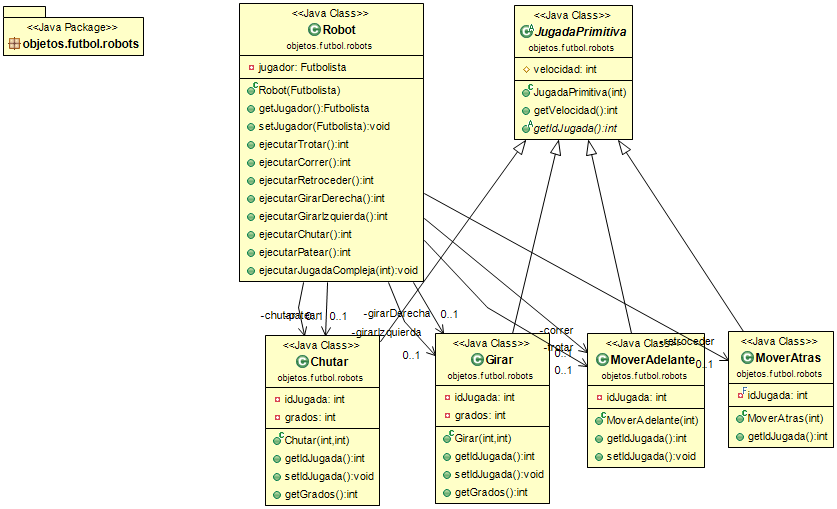 <<Java Package>>
objetos.futbol.robots
<<Java Class>>
Robot
objetos.futbol.robots
jugador: Futbolista
Robot(Futbolista)
getJugador():Futbolista
setJugador(Futbolista):void
ejecutarTrotar():int
ejecutarCorrer():int
ejecutarRetroceder():int
ejecutarGirarDerecha():int
ejecutarGirarIzquierda():int
ejecutarChutar():int
ejecutarPatear():int
ejecutarJugadaCompleja(int):void
<<Java Class>>
JugadaPrimitiva
objetos.futbol.robots
velocidad: int
JugadaPrimitiva(int)
getVelocidad():int
getIdJugada():int
0..1
0..1
-girarDerecha
0..1
-girarIzquierda
0..1
-correr
0..1
-trotar
0..1
-retroceder
0..1
<<Java Class>>
Chutar
objetos.futbol.robots
idJugada: int
grados: int
Chutar(int,int)
getIdJugada():int
setIdJugada():void
getGrados():int
<<Java Class>>
Girar
objetos.futbol.robots
idJugada: int
grados: int
Girar(int,int)
getIdJugada():int
setIdJugada():void
getGrados():int
<<Java Class>>
MoverAdelante
objetos.futbol.robots
idJugada: int
MoverAdelante(int)
getIdJugada():int
setIdJugada():void
<<Java Class>>
MoverAtras
objetos.futbol.robots
idJugada: int
MoverAtras(int)
getIdJugada():int